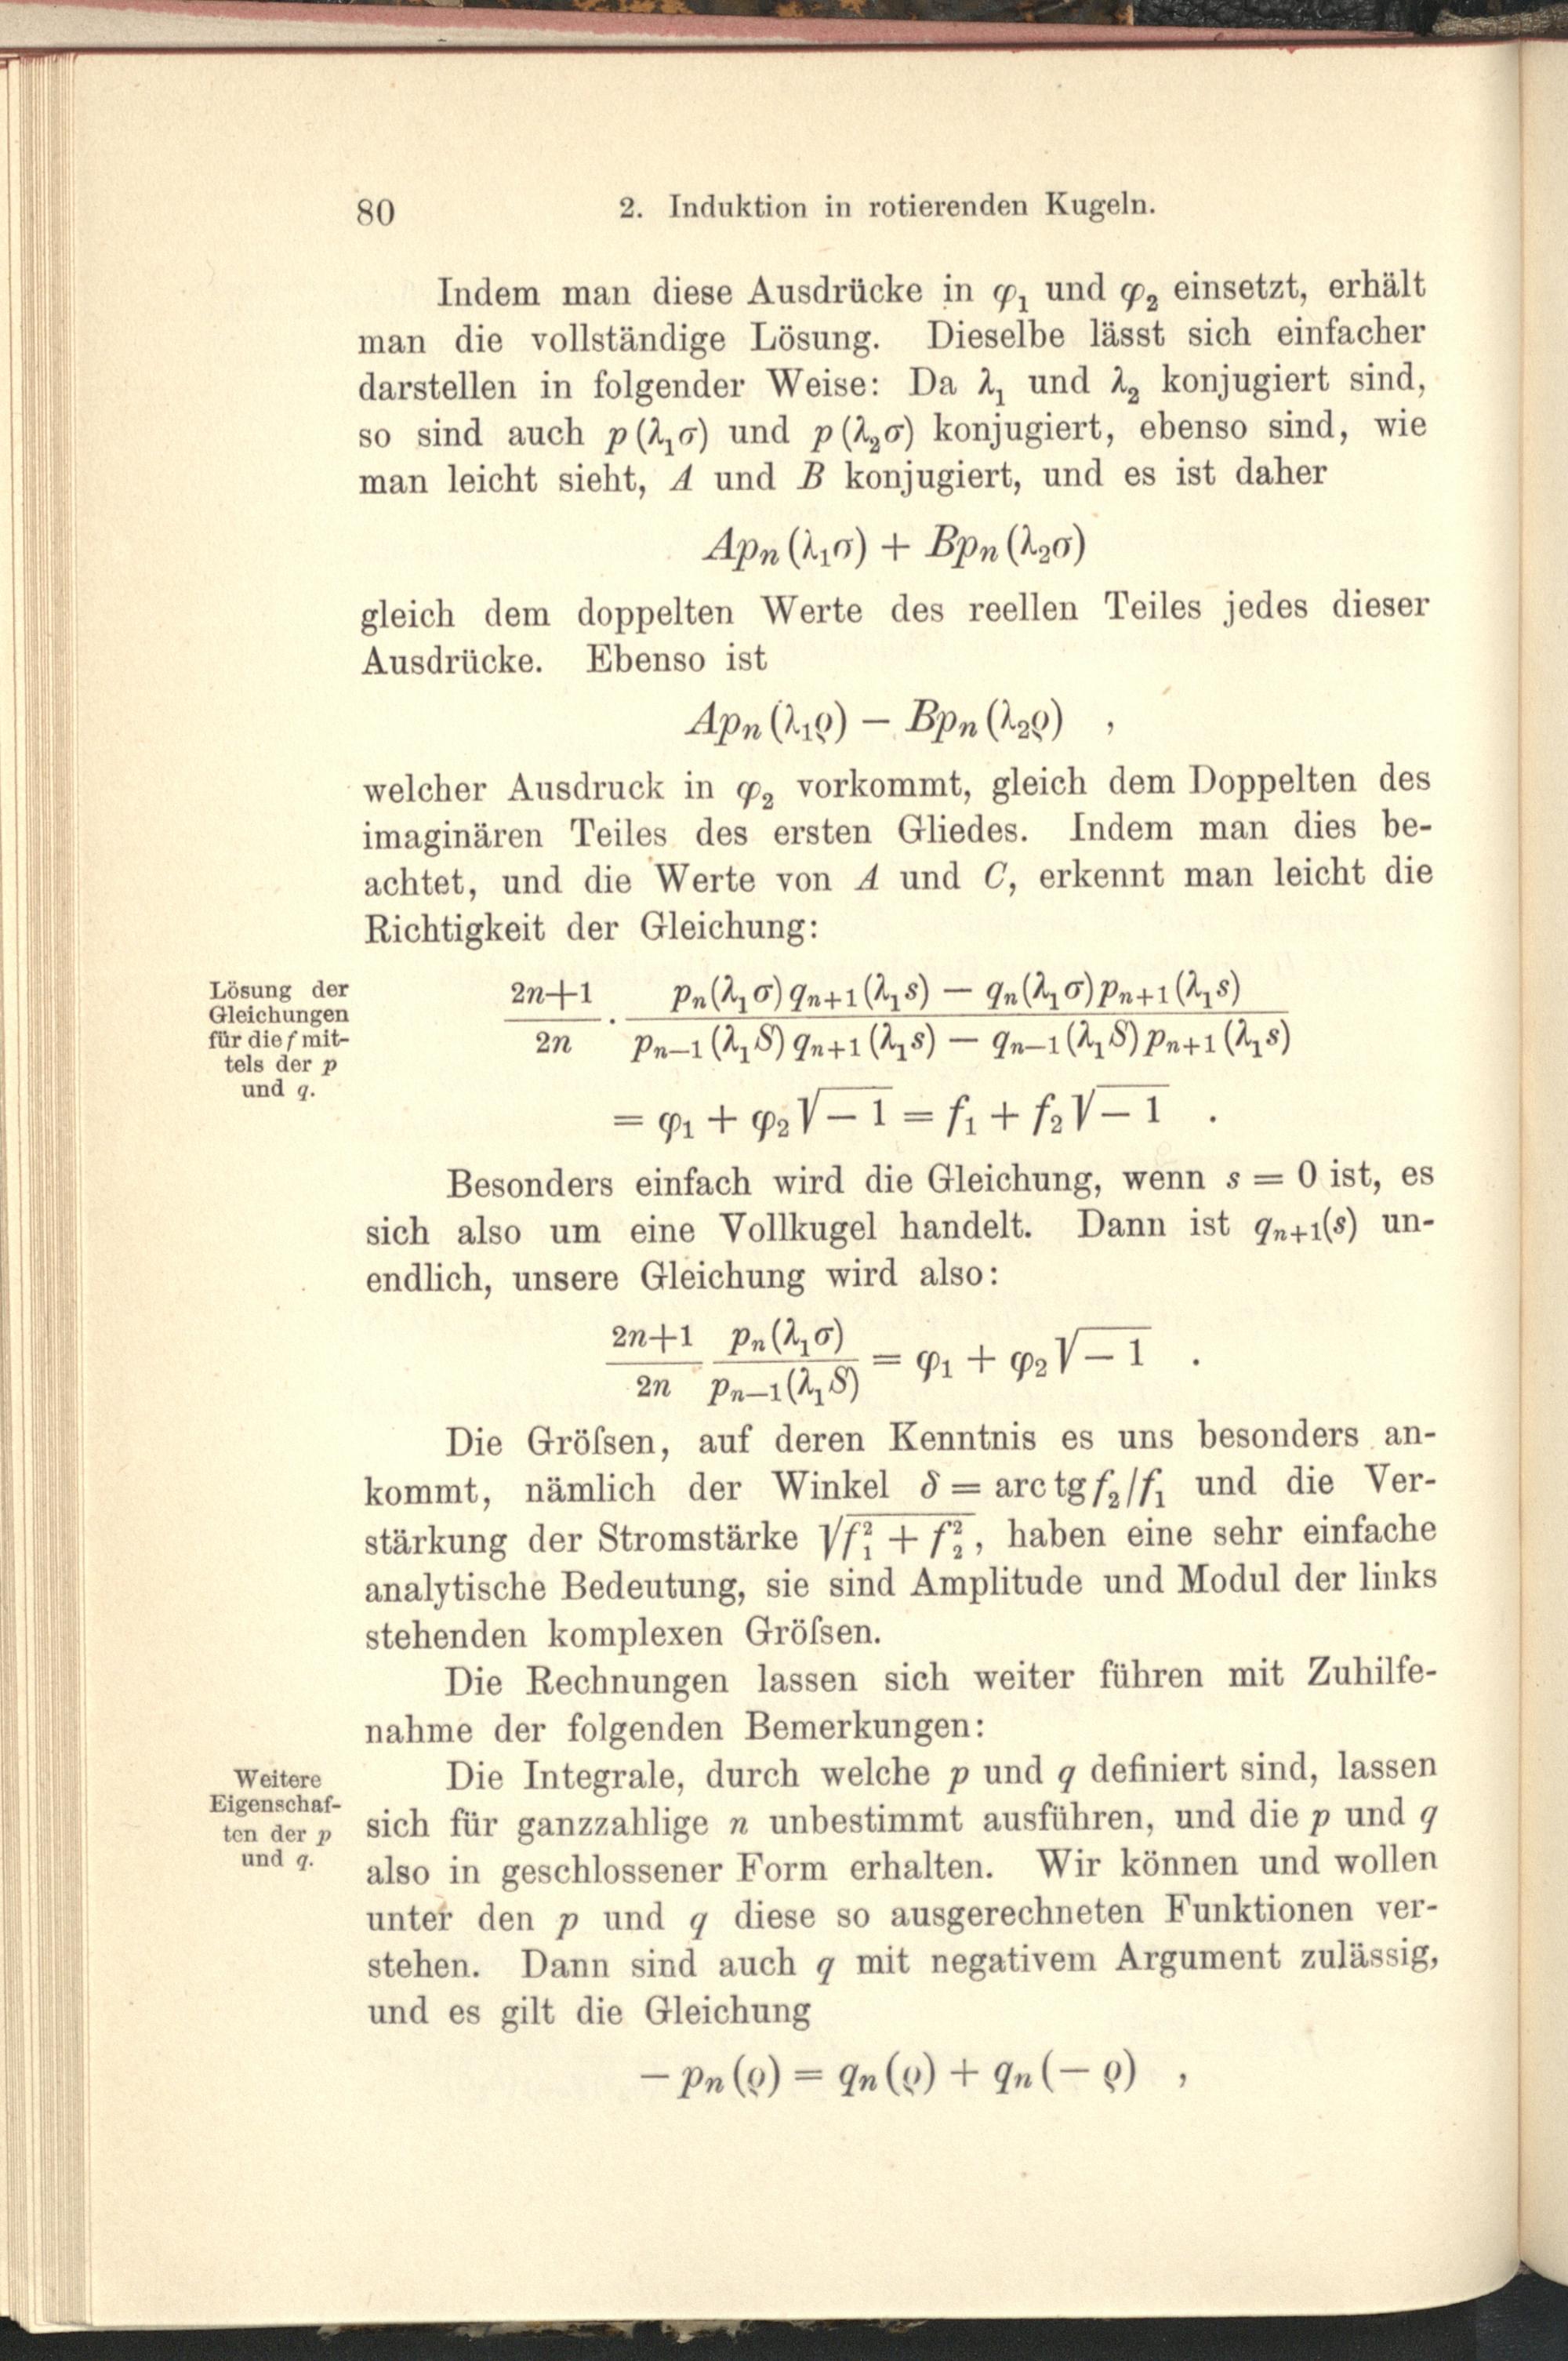 80
2. Induktion in rotierenden Kugeln.
Indem man diese Ausdrücke in φ₁ und φ₂ einsetzt, erhält
man die vollständige Lösung. Dieselbe lässt sich einfacher
darstellen in folgender Weise: Da λ₁ und λ₂ konjugiert sind,
so sind auch p(λ₁σ) und p(λ₂σ) konjugiert, ebenso sind, wie
man leicht sieht, A und B konjugiert, und es ist daher
Apₙ(λ₁σ) + Bpₙ(λ₂σ)
gleich dem doppelten Werte des reellen Teiles jedes dieser
Ausdrücke. Ebenso ist
Apₙ(λ₁ϱ) − Bpₙ(λ₂ϱ) ,
welcher Ausdruck in φ₂ vorkommt, gleich dem Doppelten des
imaginären Teiles des ersten Gliedes. Indem man dies be-
achtet, und die Werte von A und C, erkennt man leicht die
Richtigkeit der Gleichung:
Lösung der
Gleichungen
für die f mit-
tels der p
und q.
2n+1 / 2n · pₙ(λ₁σ) qₙ₊₁(λ₁s) − qₙ(λ₁σ) pₙ₊₁(λ₁s) / pₙ₋₁(λ₁S) qₙ₊₁(λ₁s) − qₙ₋₁(λ₁S) pₙ₊₁(λ₁s)
= φ₁ + φ₂√−1 = f₁ + f₂√−1 .
Besonders einfach wird die Gleichung, wenn s = 0 ist, es
sich also um eine Vollkugel handelt. Dann ist qₙ₊₁(s) un-
endlich, unsere Gleichung wird also:
2n+1 / 2n pₙ(λ₁σ) / pₙ₋₁(λ₁S) = φ₁ + φ₂√−1 .
Die Gröſsen, auf deren Kenntnis es uns besonders an-
kommt, nämlich der Winkel δ = arc tg f₂/f₁ und die Ver-
stärkung der Stromstärke √f₁² + f₂², haben eine sehr einfache
analytische Bedeutung, sie sind Amplitude und Modul der links
stehenden komplexen Gröſsen.
Die Rechnungen lassen sich weiter führen mit Zuhilfe-
nahme der folgenden Bemerkungen:
Weitere
Eigenschaf-
ten der p
und q.
Die Integrale, durch welche p und q definiert sind, lassen
sich für ganzzahlige n unbestimmt ausführen, und die p und q
also in geschlossener Form erhalten. Wir können und wollen
unter den p und q diese so ausgerechneten Funktionen ver-
stehen. Dann sind auch q mit negativem Argument zulässig,
und es gilt die Gleichung
− pₙ(ϱ) = qₙ(ϱ) + qₙ(− ϱ) ,